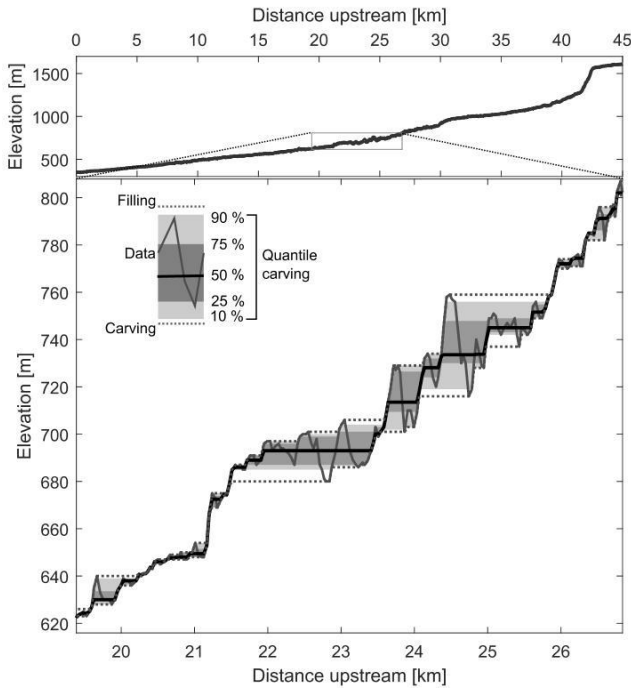 Distance upstream [km]
0 5 10 15 20 25 30 35 40 45
Elevation [m]
1500
1000
500
800
780
760
740
720
700
680
660
640
620
Elevation [m]
Filling
90 %
75 %
Data
Quantile
carving
50 %
25 %
10 %
Carving
20 21 22 23 24 25 26
Distance upstream [km]